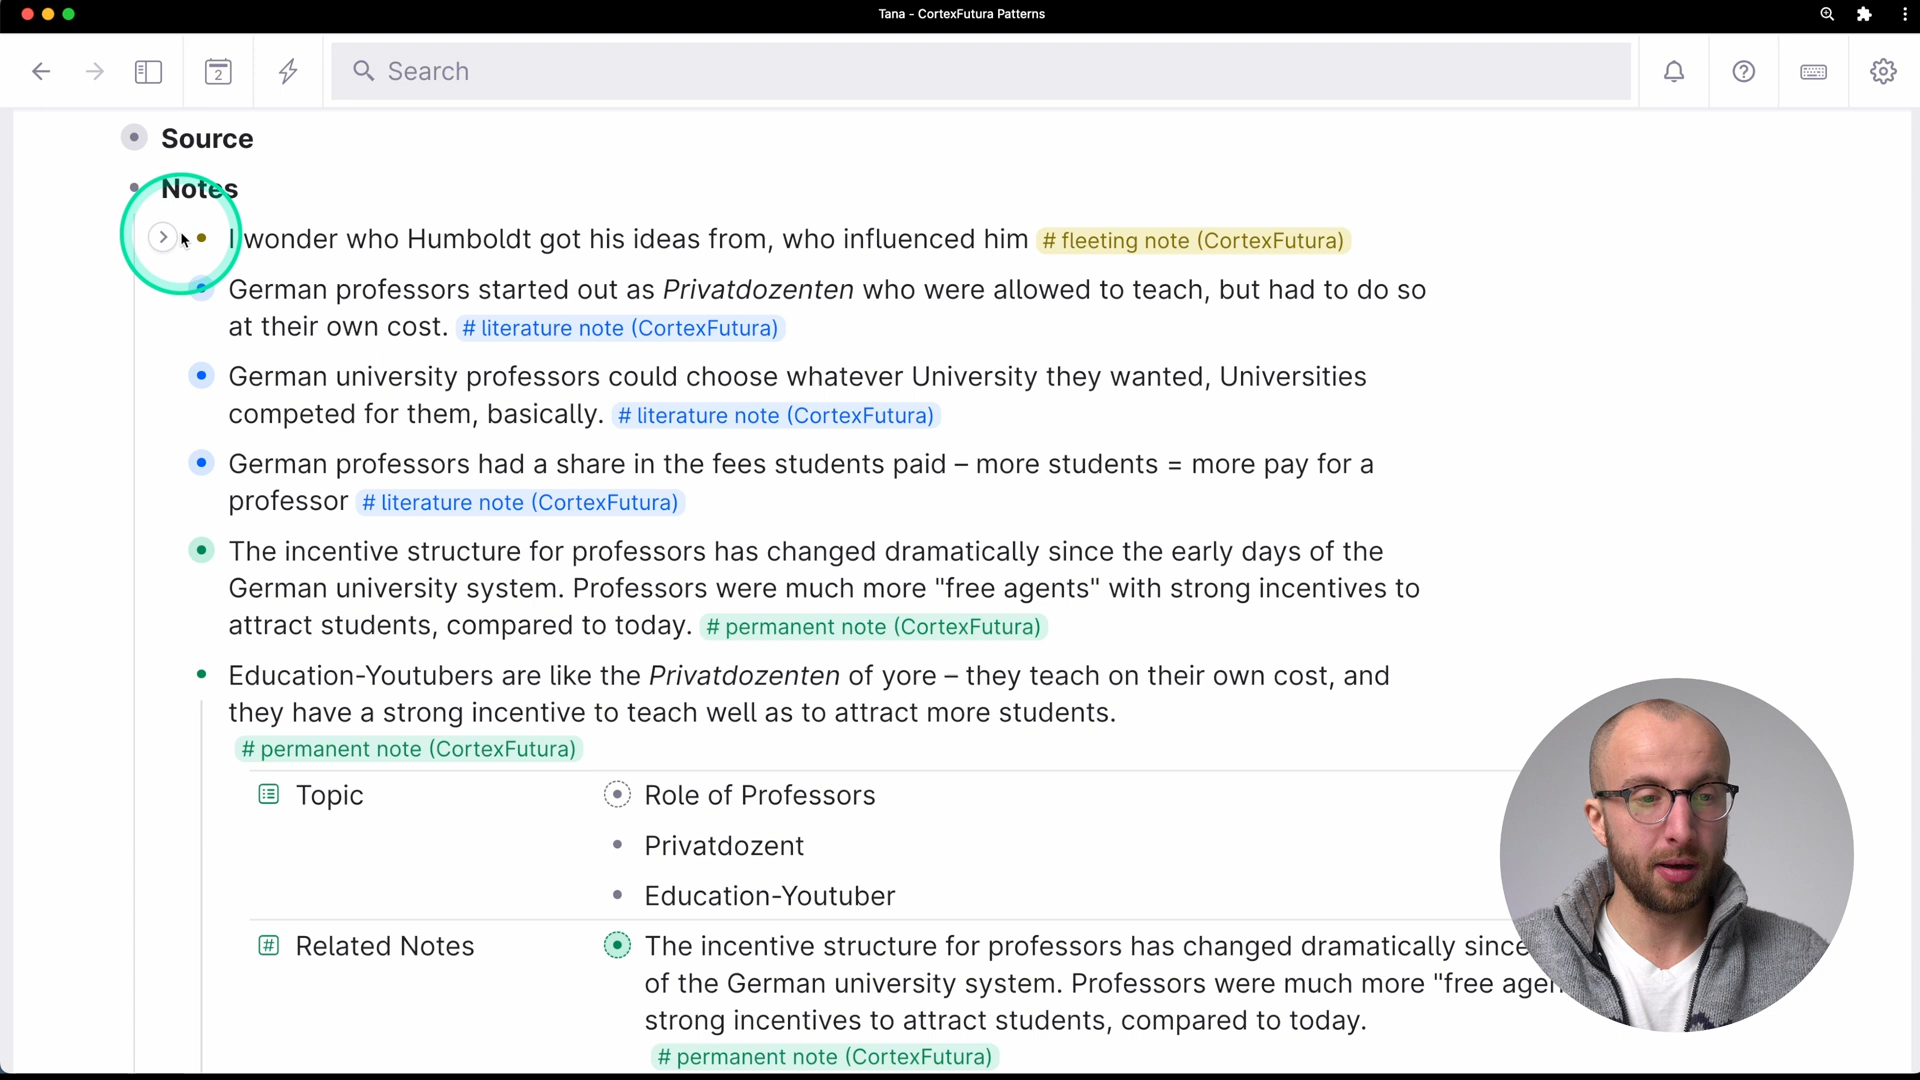 Tana - CortexFutura Patterns
2
Search
Source
Notes
I wonder who Humboldt got his ideas from, who influenced him # fleeting note (CortexFutura)
German professors started out as Privatdozenten who were allowed to teach, but had to do so
at their own cost. # literature note (CortexFutura)
German university professors could choose whatever University they wanted, Universities
competed for them, basically. # literature note (CortexFutura)
German professors had a share in the fees students paid – more students = more pay for a
professor # literature note (CortexFutura)
The incentive structure for professors has changed dramatically since the early days of the
German university system. Professors were much more "free agents" with strong incentives to
attract students, compared to today. # permanent note (CortexFutura)
Education-Youtubers are like the Privatdozenten of yore – they teach on their own cost, and
they have a strong incentive to teach well as to attract more students.
# permanent note (CortexFutura)
Topic
Role of Professors
Privatdozent
Education-Youtuber
Related Notes
The incentive structure for professors has changed dramatically since
of the German university system. Professors were much more "free
strong incentives to attract students, compared to today.
# permanent note (CortexFutura)